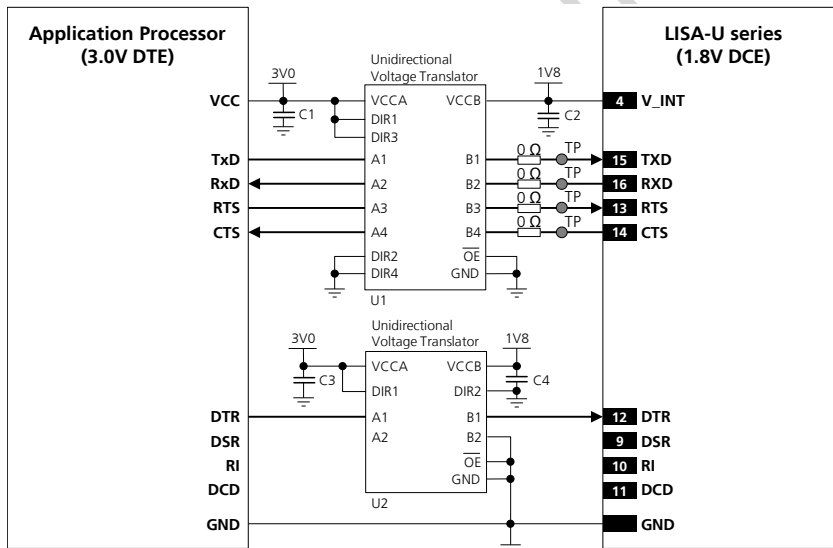 Application Processor
(3.0V DTE)
LISA-U series
(1.8V DCE)
Unidirectional
Voltage Translator
3V0
1V8
VCC
C1
VCCA
VCCB
C2
4
V_INT
DIR1
DIR3
TxD
A1
B1
0 Ω
TP
15
TXD
RxD
A2
B2
0 Ω
TP
16
RXD
RTS
A3
B3
0 Ω
TP
13
RTS
CTS
A4
B4
0 Ω
TP
14
CTS
DIR2
OE
DIR4
GND
U1
Unidirectional
Voltage Translator
3V0
1V8
VCCA
VCCB
C3
DIR1
DIR2
C4
DTR
A1
B1
12
DTR
DSR
A2
B2
9
DSR
RI
OE
10
RI
DCD
GND
11
DCD
U2
GND
GND